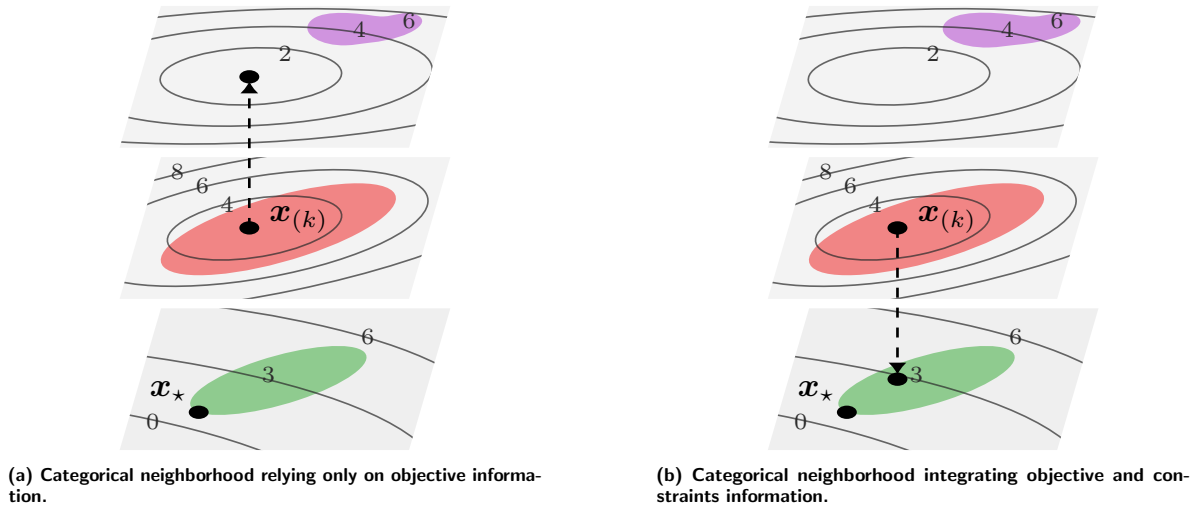 6
4
2
8
6
4
x(k)
6
3
x⋆
0
(a) Categorical neighborhood relying only on objective informa-
tion.
6
4
2
8
6
4
x(k)
6
3
x⋆
0
(b) Categorical neighborhood integrating objective and con-
straints information.